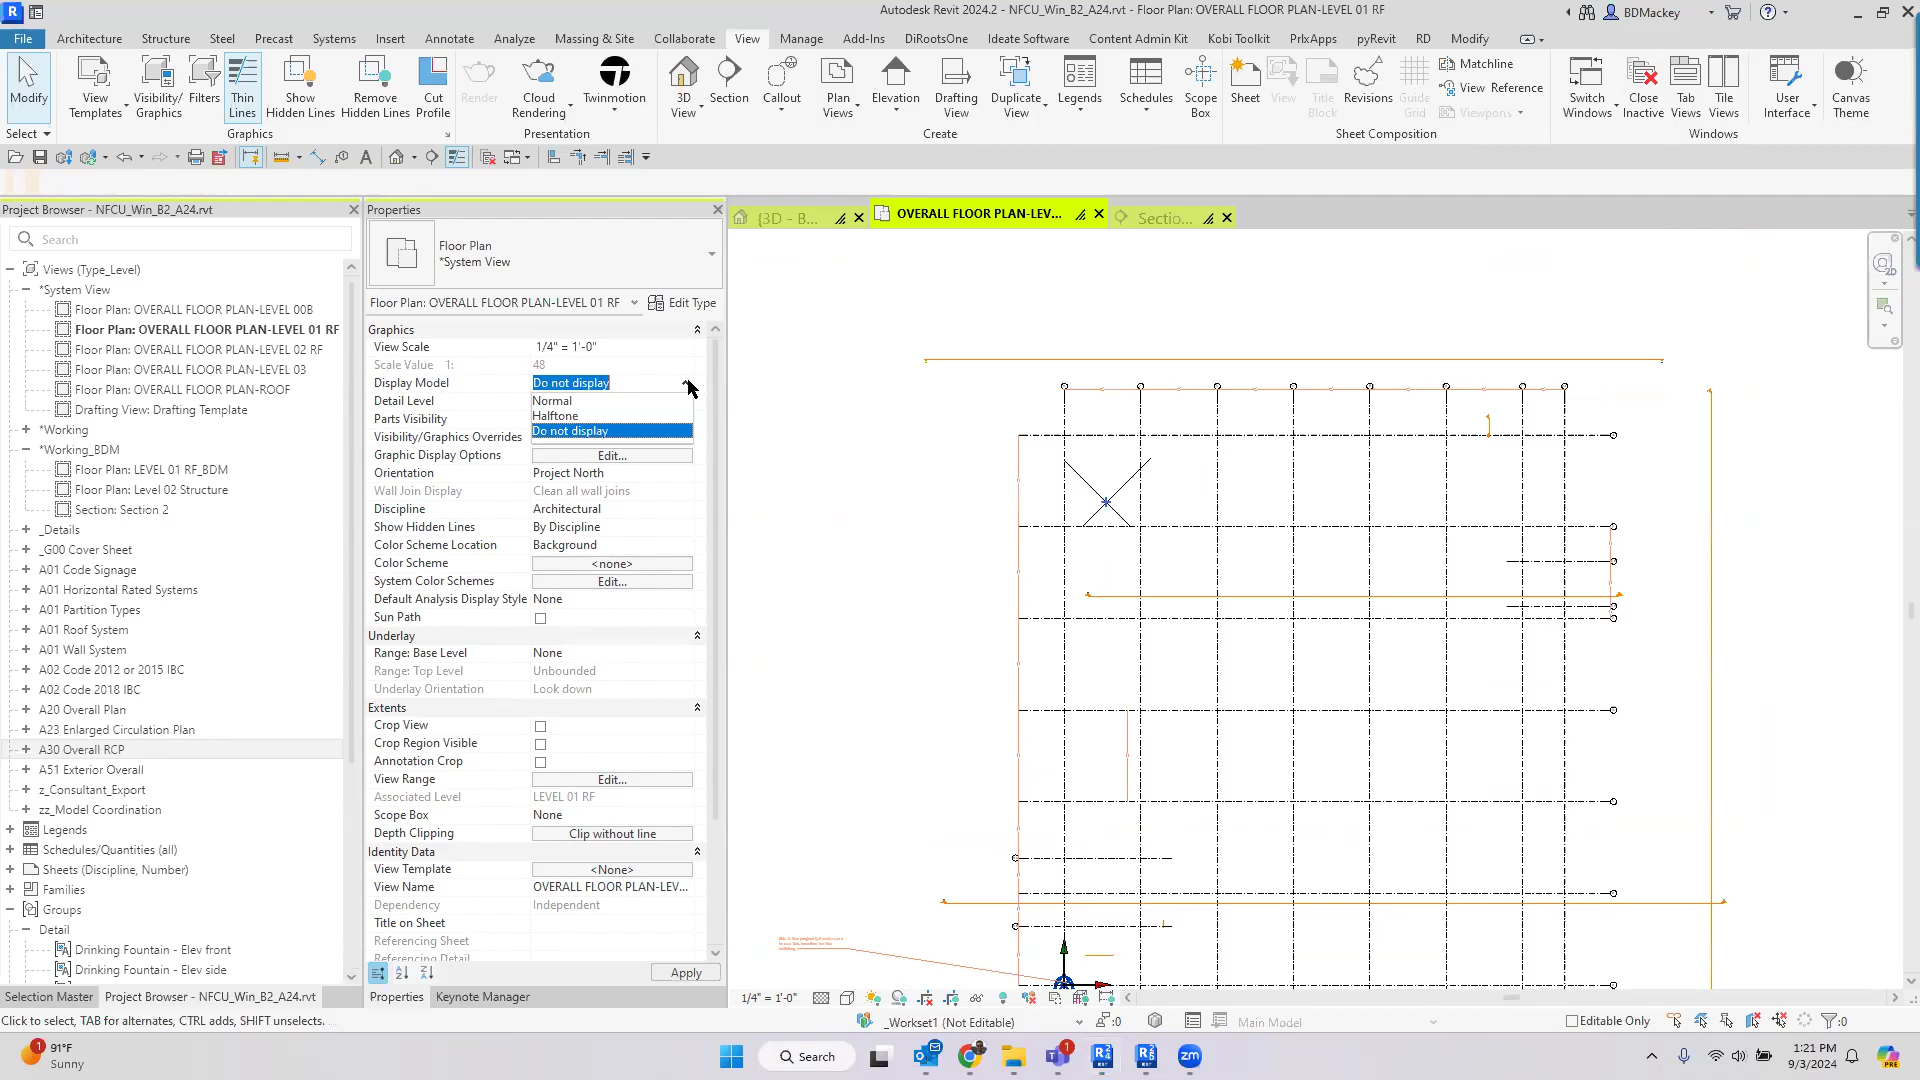 Autodesk Revit 2024.2 - NFCU_Win_B2_A24.rvt - Floor Plan: OVERALL FLOOR PLAN-LEVEL 01 RF
BDMackey
File Architecture Structure Steel Precast Systems Insert Annotate Analyze Massing & Site Collaborate View Manage Add-Ins DiRootsOne Ideate Software Content Admin Kit Kobi Toolkit PrlxApps pyRevit RD Modify
Modify
View Templates
Visibility/ Graphics
Filters
Thin Lines
Show Hidden Lines
Remove Hidden Lines
Cut Profile
Render
Cloud Rendering
Twinmotion
3D View
Section
Callout
Plan Views
Elevation
Drafting View
Duplicate View
Legends
Schedules
Scope Box
Sheet
View
Title Block
Revisions
Guide Grid
Matchline
View Reference
Viewports
Switch Windows
Close Inactive
Tab Views
Tile Views
User Interface
Canvas Theme
Select Graphics Presentation Create Sheet Composition Windows
Project Browser - NFCU_Win_B2_A24.rvt
Search
Views (Type_Level)
*System View
Floor Plan: OVERALL FLOOR PLAN-LEVEL 00B
Floor Plan: OVERALL FLOOR PLAN-LEVEL 01 RF
Floor Plan: OVERALL FLOOR PLAN-LEVEL 02 RF
Floor Plan: OVERALL FLOOR PLAN-LEVEL 03
Floor Plan: OVERALL FLOOR PLAN-ROOF
Drafting View: Drafting Template
*Working
*Working_BDM
Floor Plan: LEVEL 01 RF_BDM
Floor Plan: Level 02 Structure
Section: Section 2
_Details
_G00 Cover Sheet
A01 Code Signage
A01 Horizontal Rated Systems
A01 Partition Types
A01 Roof System
A01 Wall System
A02 Code 2012 or 2015 IBC
A02 Code 2018 IBC
A20 Overall Plan
A23 Enlarged Circulation Plan
A30 Overall RCP
A51 Exterior Overall
z_Consultant_Export
zz_Model Coordination
Legends
Schedules/Quantities (all)
Sheets (Discipline, Number)
Families
Groups
Detail
Drinking Fountain - Elev front
Drinking Fountain - Elev side
Selection Master Project Browser - NFCU_Win_B2_A24.rvt
Properties
Floor Plan
*System View
Floor Plan: OVERALL FLOOR PLAN-LEVEL 01 RF Edit Type
Graphics
View Scale 1/4" = 1'-0"
Scale Value 1: 48
Display Model Do not display
Detail Level Normal
Halftone
Parts Visibility
Do not display
Visibility/Graphics Overrides
Graphic Display Options Edit...
Orientation Project North
Wall Join Display Clean all wall joins
Discipline Architectural
Show Hidden Lines By Discipline
Color Scheme Location Background
Color Scheme <none>
System Color Schemes Edit...
Default Analysis Display Style None
Sun Path
Underlay
Range: Base Level None
Range: Top Level Unbounded
Underlay Orientation Look down
Extents
Crop View
Crop Region Visible
Annotation Crop
View Range Edit...
Associated Level LEVEL 01 RF
Scope Box None
Depth Clipping Clip without line
Identity Data
View Template <None>
View Name OVERALL FLOOR PLAN-LEV...
Dependency Independent
Title on Sheet
Referencing Sheet
Referencing Detail
Apply
Properties Keynote Manager
{3D - B... OVERALL FLOOR PLAN-LEV... Sectio...
2D
1/4" = 1'-0"
Click to select, TAB for alternates, CTRL adds, SHIFT unselects.
_Workset1 (Not Editable) :0 Main Model Editable Only :0
1
91°F
Sunny
Search
1
zm
1:21 PM
9/3/2024
PRE